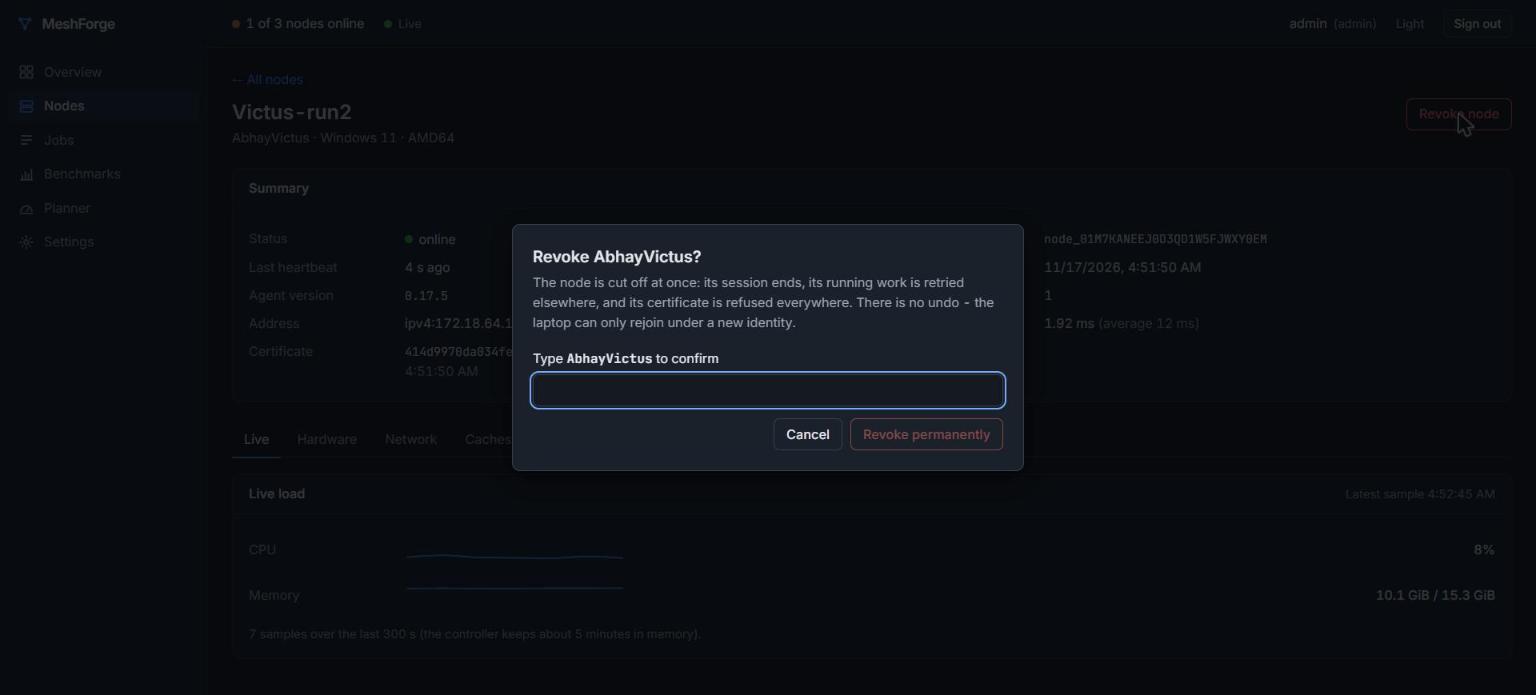 MeshForge
1 of 3 nodes online
Live
admin (admin)
Light
Sign out
Overview
Nodes
Jobs
Benchmarks
Planner
Settings
← All nodes
Victus-run2
AbhayVictus · Windows 11 · AMD64
Revoke node
Summary
Status online
node_01M7KANEEJ0D3QD1W5FJWXY0EM
Last heartbeat 4 s ago
11/17/2026, 4:51:50 AM
Agent version 0.17.5
1
Address ipv4:172.18.64.1
1.92 ms (average 12 ms)
Certificate 414d9970da034fe
4:51:50 AM
Revoke AbhayVictus?
The node is cut off at once: its session ends, its running work is retried
elsewhere, and its certificate is refused everywhere. There is no undo - the
laptop can only rejoin under a new identity.
Type AbhayVictus to confirm
Cancel
Revoke permanently
Live
Hardware
Network
Caches
Live load
Latest sample 4:52:45 AM
CPU
8%
Memory
10.1 GiB / 15.3 GiB
7 samples over the last 300 s (the controller keeps about 5 minutes in memory).